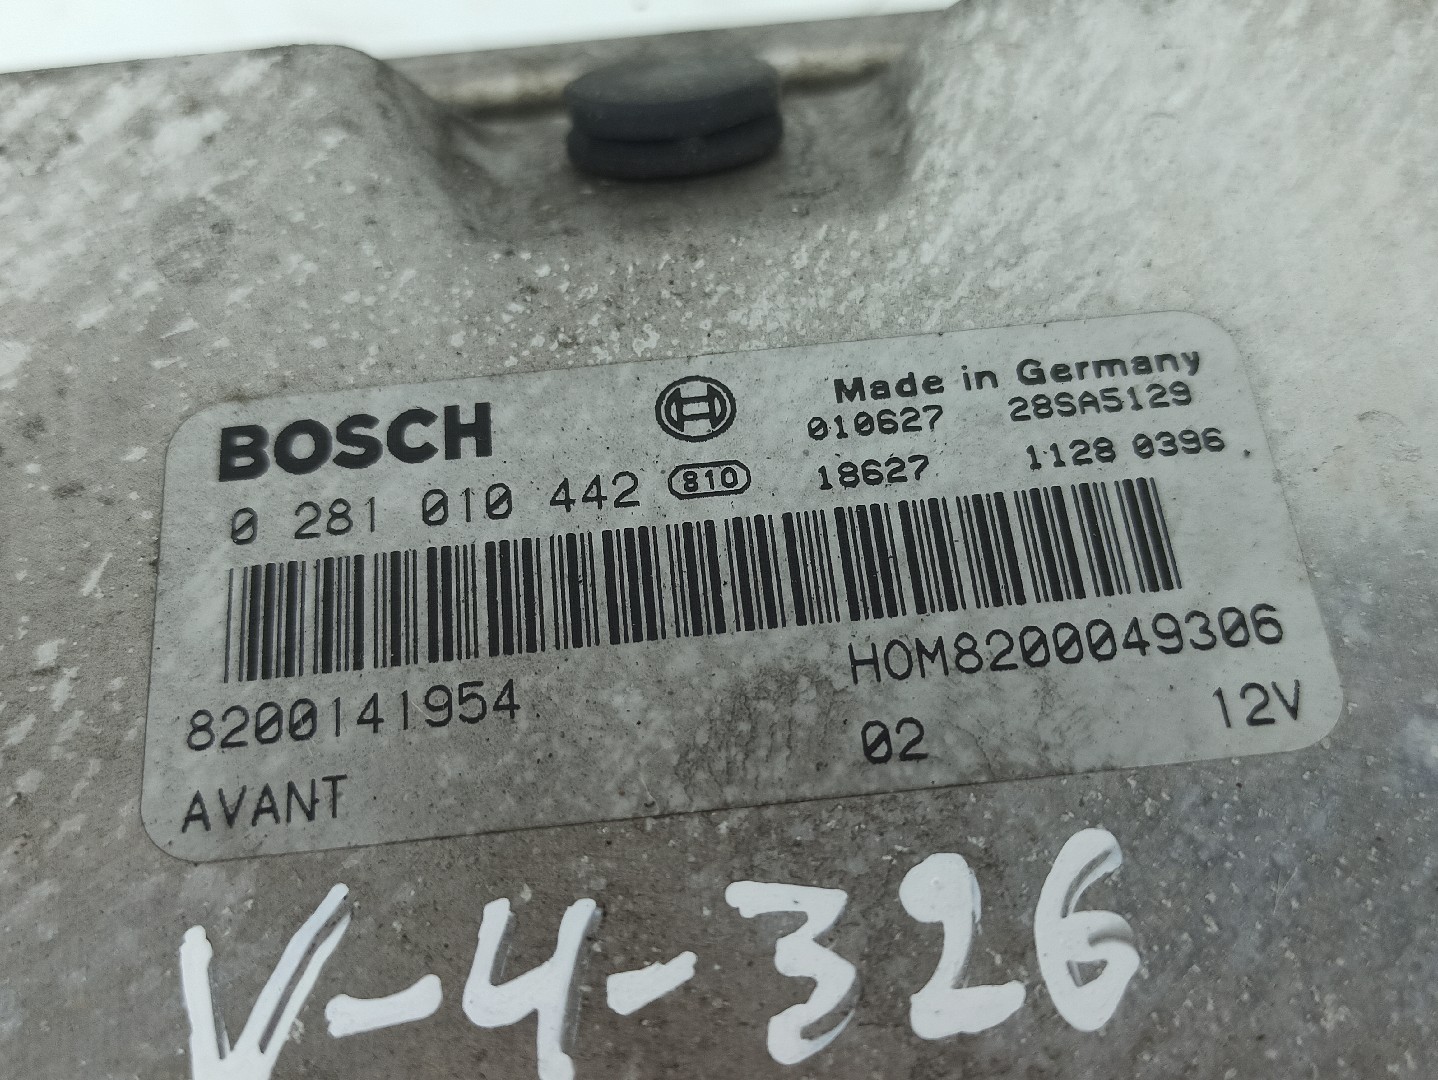 BOSCH
Made in Germany
010627 28SA5129
0 281 010 442 810 18627 1128 0396
8200141954 HOM8200049306
AVANT 02 12V
V-4-326